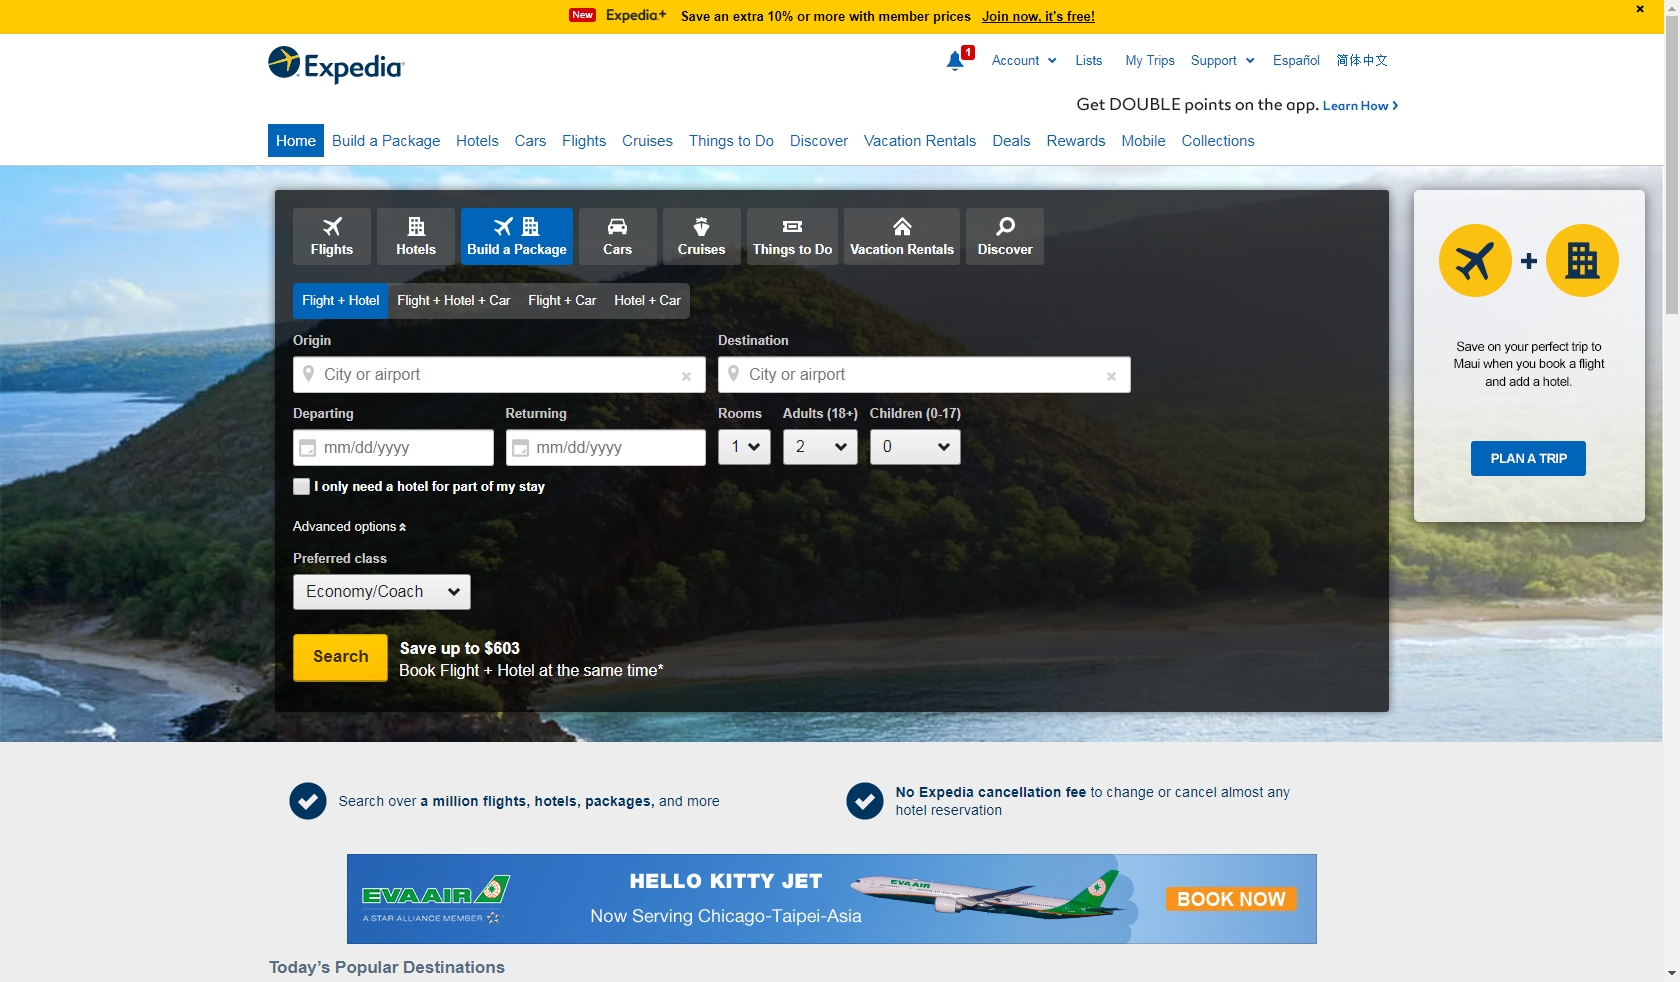 New Expedia+ Save an extra 10% or more with member prices Join now, it's free!
Expedia
1 Account Lists My Trips Support Español 简体中文
Get DOUBLE points on the app. Learn How
Home Build a Package Hotels Cars Flights Cruises Things to Do Discover Vacation Rentals Deals Rewards Mobile Collections
Flights Hotels Build a Package Cars Cruises Things to Do Vacation Rentals Discover
Flight + Hotel Flight + Hotel + Car Flight + Car Hotel + Car
Origin Destination
City or airport City or airport
Departing Returning Rooms Adults (18+) Children (0-17)
mm/dd/yyyy mm/dd/yyyy 1 2 0
I only need a hotel for part of my stay
Advanced options
Preferred class
Economy/Coach
Search
Save up to $603
Book Flight + Hotel at the same time*
+
Save on your perfect trip to
Maui when you book a flight
and add a hotel.
PLAN A TRIP
Search over a million flights, hotels, packages, and more
No Expedia cancellation fee to change or cancel almost any
hotel reservation
EVA AIR
A STAR ALLIANCE MEMBER
HELLO KITTY JET
Now Serving Chicago-Taipei-Asia
EVA AIR
BOOK NOW
Today's Popular Destinations